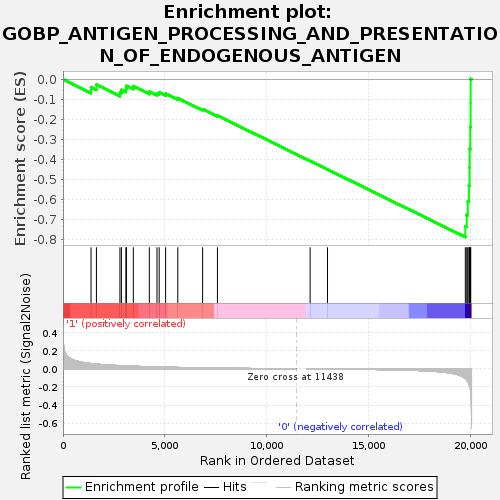 Enrichment plot:
GOBP_ANTIGEN_PROCESSING_AND_PRESENTATIO
N_OF_ENDOGENOUS_ANTIGEN
Enrichment score (ES)
0.0
-0.1
-0.2
-0.3
-0.4
-0.5
-0.6
-0.7
-0.8
'1' (positively correlated)
Ranked list metric (Signal2Noise)
0.4
0.2
0.0
-0.2
-0.4
-0.6
Zero cross at 11438
'0' (negatively correlated)
0 5,000 10,000 15,000 20,000
Rank in Ordered Dataset
Enrichment profile Hits Ranking metric scores